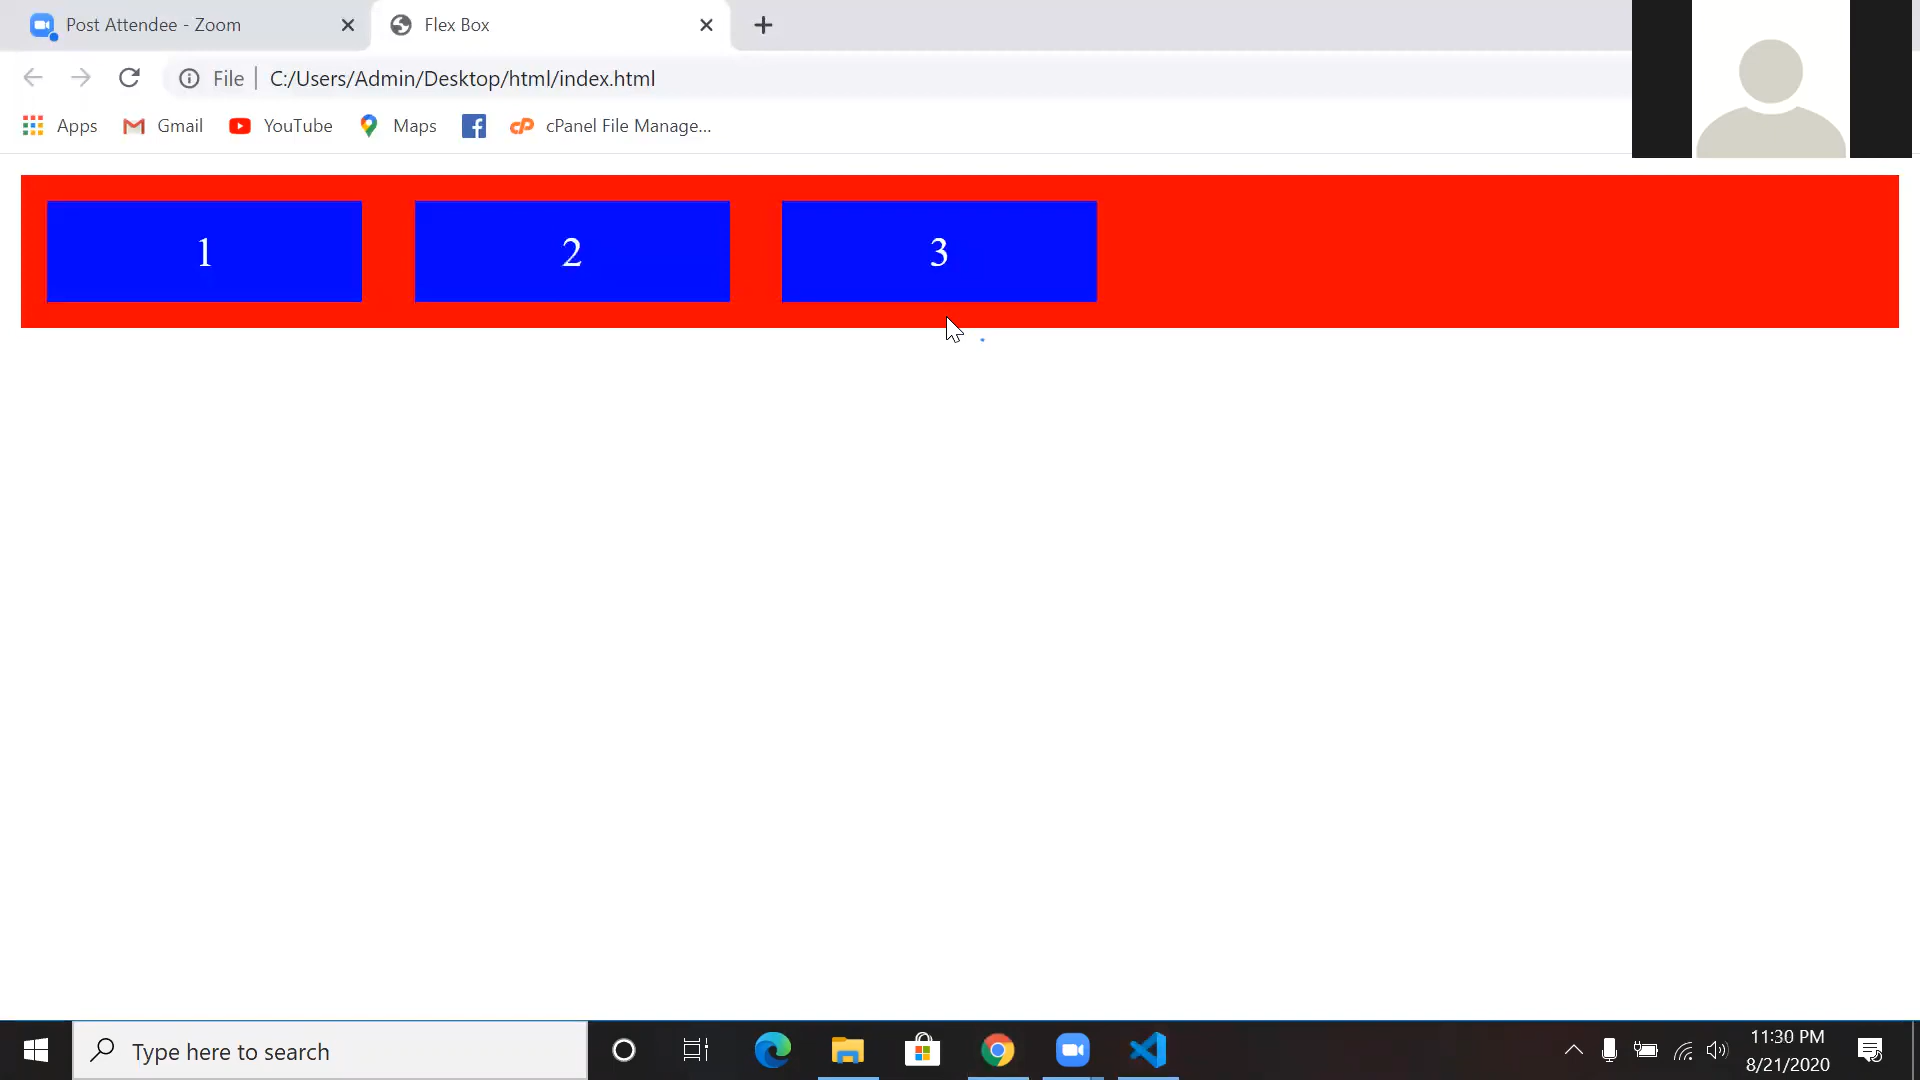 Post Attendee - Zoom
Flex Box
File | C:/Users/Admin/Desktop/html/index.html
Apps Gmail YouTube Maps cPanel File Manage...
1 2 3
Type here to search
11:30 PM
8/21/2020